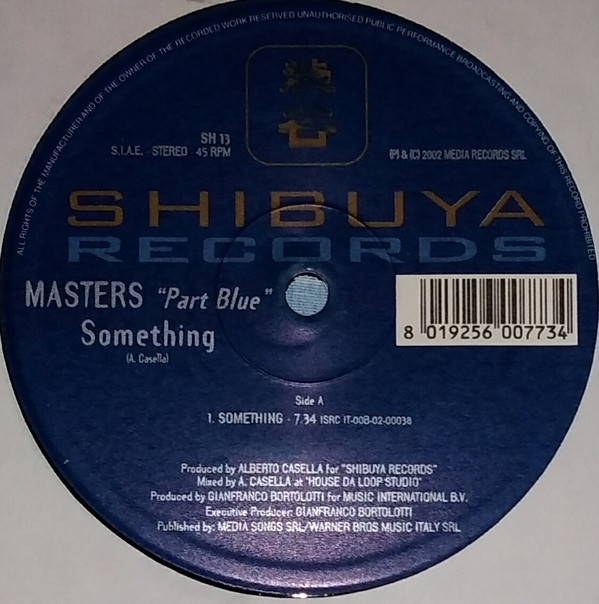 ALL RIGHTS OF THE MANUFACTURER AND OF THE OWNER OF THE RECORDED WORK RESERVED UNAUTHORISED PUBLIC PERFORMANCE BROADCASTING AND COPYING OF THIS RECORD PROHIBITED
SH 13
S.I.A.E. STEREO 45 RPM
(P) & (C) 2002 MEDIA RECORDS SRL
SHIBUYA
RECORDS
MASTERS "Part Blue"
Something
(A. Casella)
8 019256 007734
Side A
1. SOMETHING - 7.34 ISRC IT-00B-02-00038
Produced by ALBERTO CASELLA for "SHIBUYA RECORDS"
Mixed by A. CASELLA at "HOUSE DA LOOP STUDIO"
Produced by GIANFRANCO BORTOLOTTI for MUSIC INTERNATIONAL B.V.
Executive Producer: GIANFRANCO BORTOLOTTI
Published by: MEDIA SONGS SRL/WARNER BROS MUSIC ITALY SRL